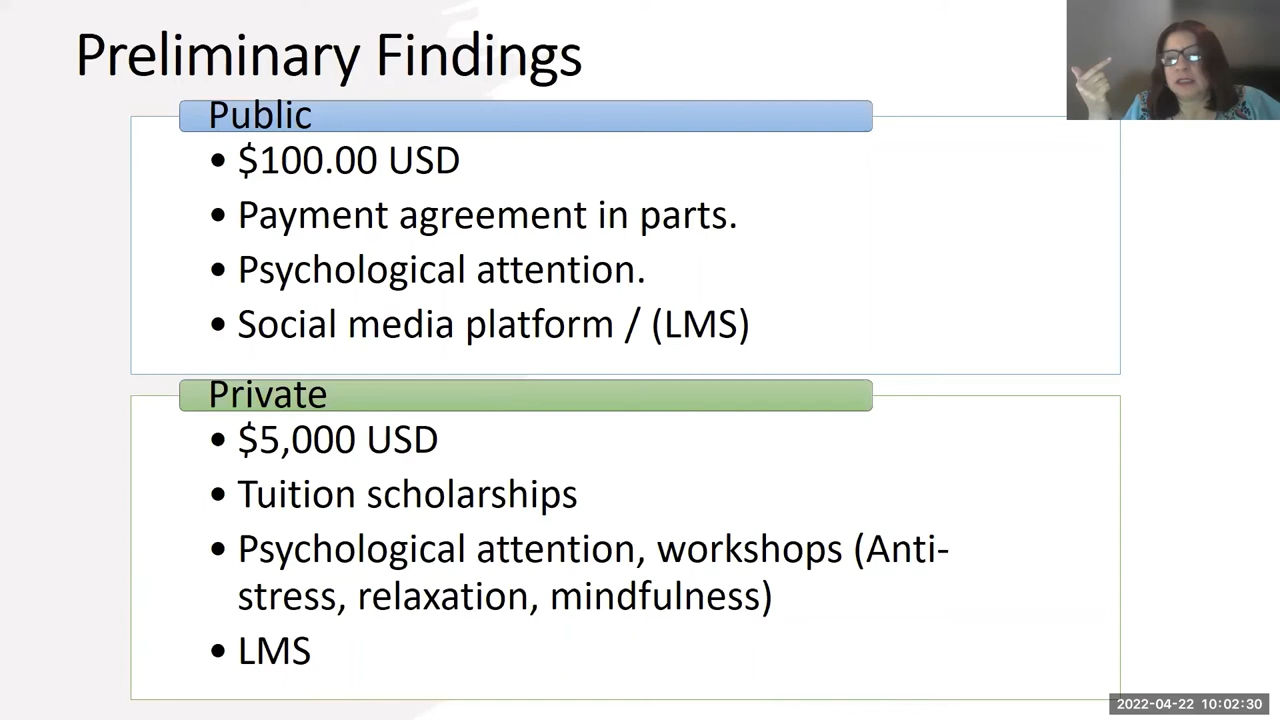 Preliminary Findings
Public
• $100.00 USD
• Payment agreement in parts.
• Psychological attention.
• Social media platform / (LMS)
Private
• $5,000 USD
• Tuition scholarships
• Psychological attention, workshops (Anti-
stress, relaxation, mindfulness)
• LMS
2022-04-22 10:02:30